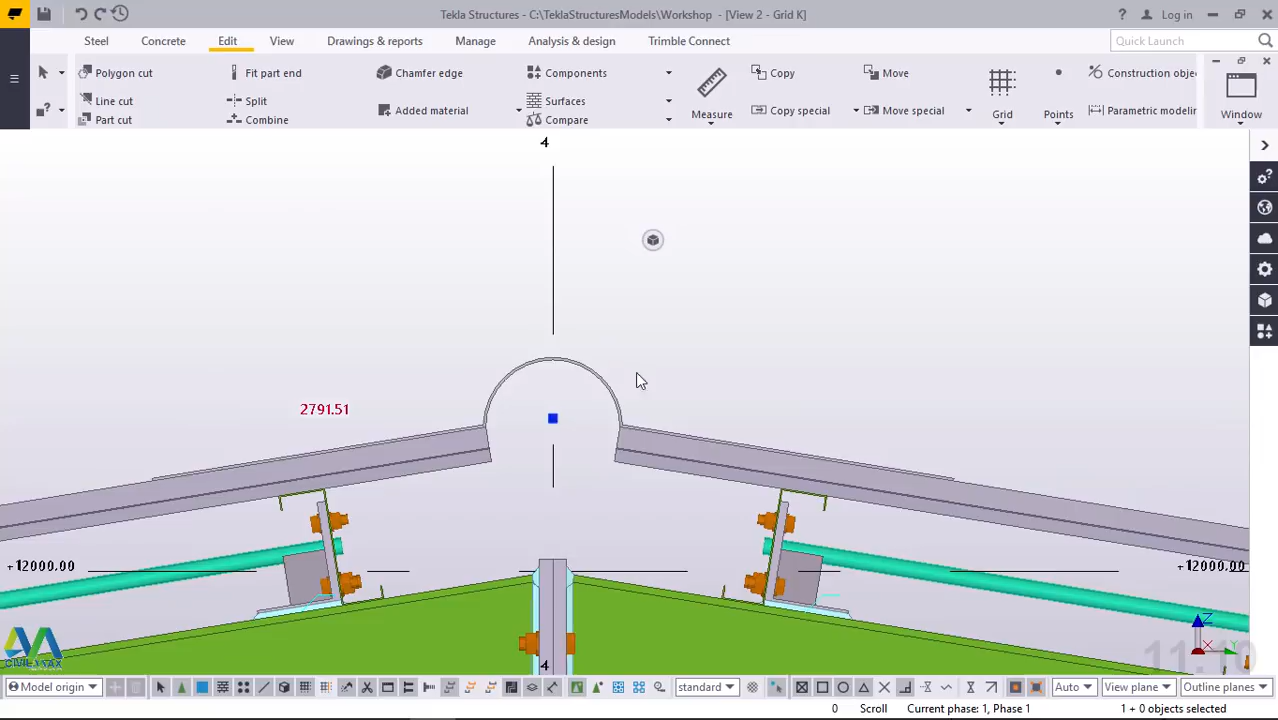 Tekla Structures - C:\TeklaStructuresModels\Workshop - [View 2 - Grid K]
Log in
Steel
Concrete
Edit
View
Drawings & reports
Manage
Analysis & design
Trimble Connect
Quick Launch
Polygon cut
Fit part end
Chamfer edge
Components
Copy
Move
Construction obje
Line cut
Split
Added material
Surfaces
Measure
Copy special
Move special
Grid
Points
Parametric modelin
Window
Part cut
Combine
Compare
4
2791.51
+12000.00
+12000.00
4
Z
CIVILYSAX
Model origin
standard
Auto
View plane
Outline planes
0
Scroll
Current phase: 1, Phase 1
1 + 0 objects selected